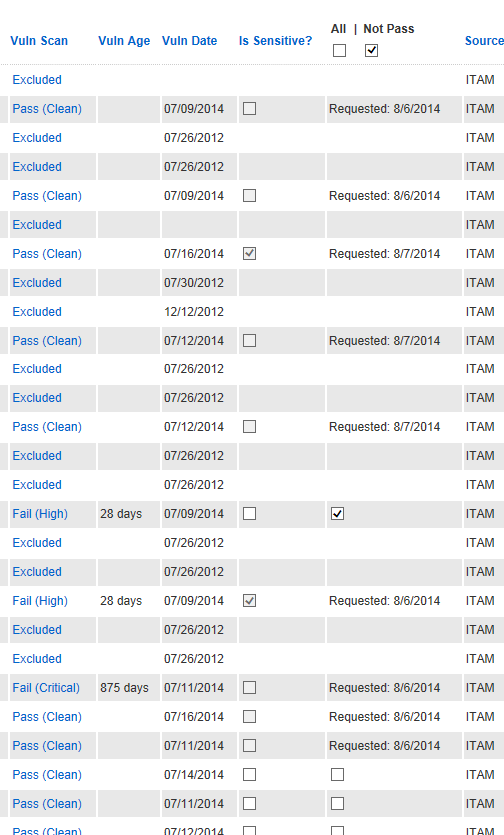 All | Not Pass
Vuln Scan Vuln Age Vuln Date Is Sensitive? Source
Excluded ITAM
Pass (Clean) 07/09/2014 Requested: 8/6/2014 ITAM
Excluded 07/26/2012 ITAM
Excluded 07/26/2012 ITAM
Pass (Clean) 07/09/2014 Requested: 8/6/2014 ITAM
Excluded ITAM
Pass (Clean) 07/16/2014 Requested: 8/7/2014 ITAM
Excluded 07/30/2012 ITAM
Excluded 12/12/2012 ITAM
Pass (Clean) 07/12/2014 Requested: 8/7/2014 ITAM
Excluded 07/26/2012 ITAM
Excluded 07/26/2012 ITAM
Pass (Clean) 07/12/2014 Requested: 8/7/2014 ITAM
Excluded 07/26/2012 ITAM
Excluded 07/26/2012 ITAM
Fail (High) 28 days 07/09/2014 ITAM
Excluded 07/26/2012 ITAM
Excluded 07/26/2012 ITAM
Fail (High) 28 days 07/09/2014 Requested: 8/6/2014 ITAM
Excluded 07/26/2012 ITAM
Excluded 07/26/2012 ITAM
Fail (Critical) 875 days 07/11/2014 Requested: 8/6/2014 ITAM
Pass (Clean) 07/16/2014 Requested: 8/6/2014 ITAM
Pass (Clean) 07/11/2014 Requested: 8/6/2014 ITAM
Pass (Clean) 07/14/2014 ITAM
Pass (Clean) 07/11/2014 ITAM
Pass (Clean) 07/12/2014 ITAM